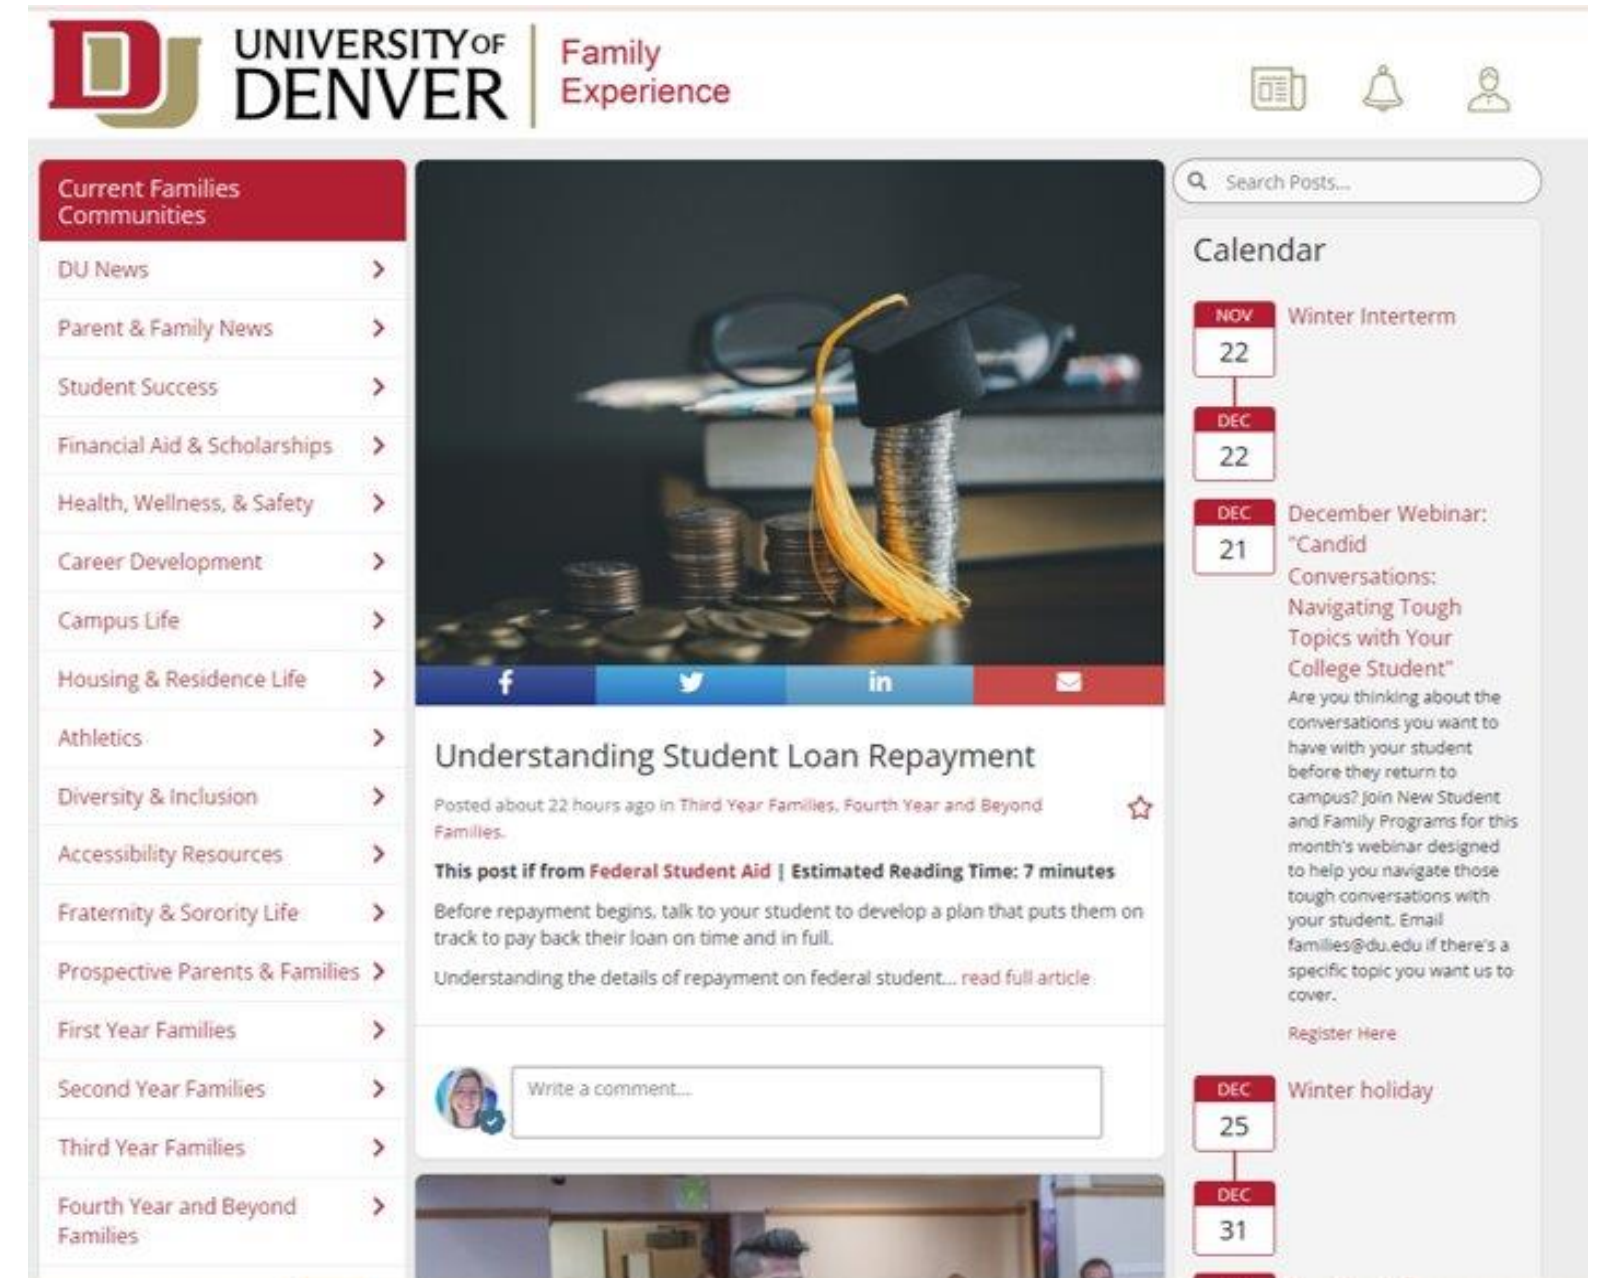 DU
UNIVERSITY OF
DENVER
Family
Experience
Current Families
Communities
DU News
Parent & Family News
Student Success
Financial Aid & Scholarships
Health, Wellness, & Safety
Career Development
Campus Life
Housing & Residence Life
Athletics
Diversity & Inclusion
Accessibility Resources
Fraternity & Sorority Life
Prospective Parents & Families
First Year Families
Second Year Families
Third Year Families
Fourth Year and Beyond
Families
Understanding Student Loan Repayment
Posted about 22 hours ago in Third Year Families, Fourth Year and Beyond
Families.
This post if from Federal Student Aid | Estimated Reading Time: 7 minutes
Before repayment begins, talk to your student to develop a plan that puts them on
track to pay back their loan on time and in full.
Understanding the details of repayment on federal student... read full article
Write a comment...
Search Posts...
Calendar
NOV
22
Winter Interterm
DEC
22
DEC
21
December Webinar:
"Candid
Conversations:
Navigating Tough
Topics with Your
College Student"
Are you thinking about the
conversations you want to
have with your student
before they return to
campus? Join New Student
and Family Programs for this
month's webinar designed
to help you navigate those
tough conversations with
your student. Email
families@du.edu if there's a
specific topic you want us to
cover.
Register Here
DEC
25
Winter holiday
DEC
31